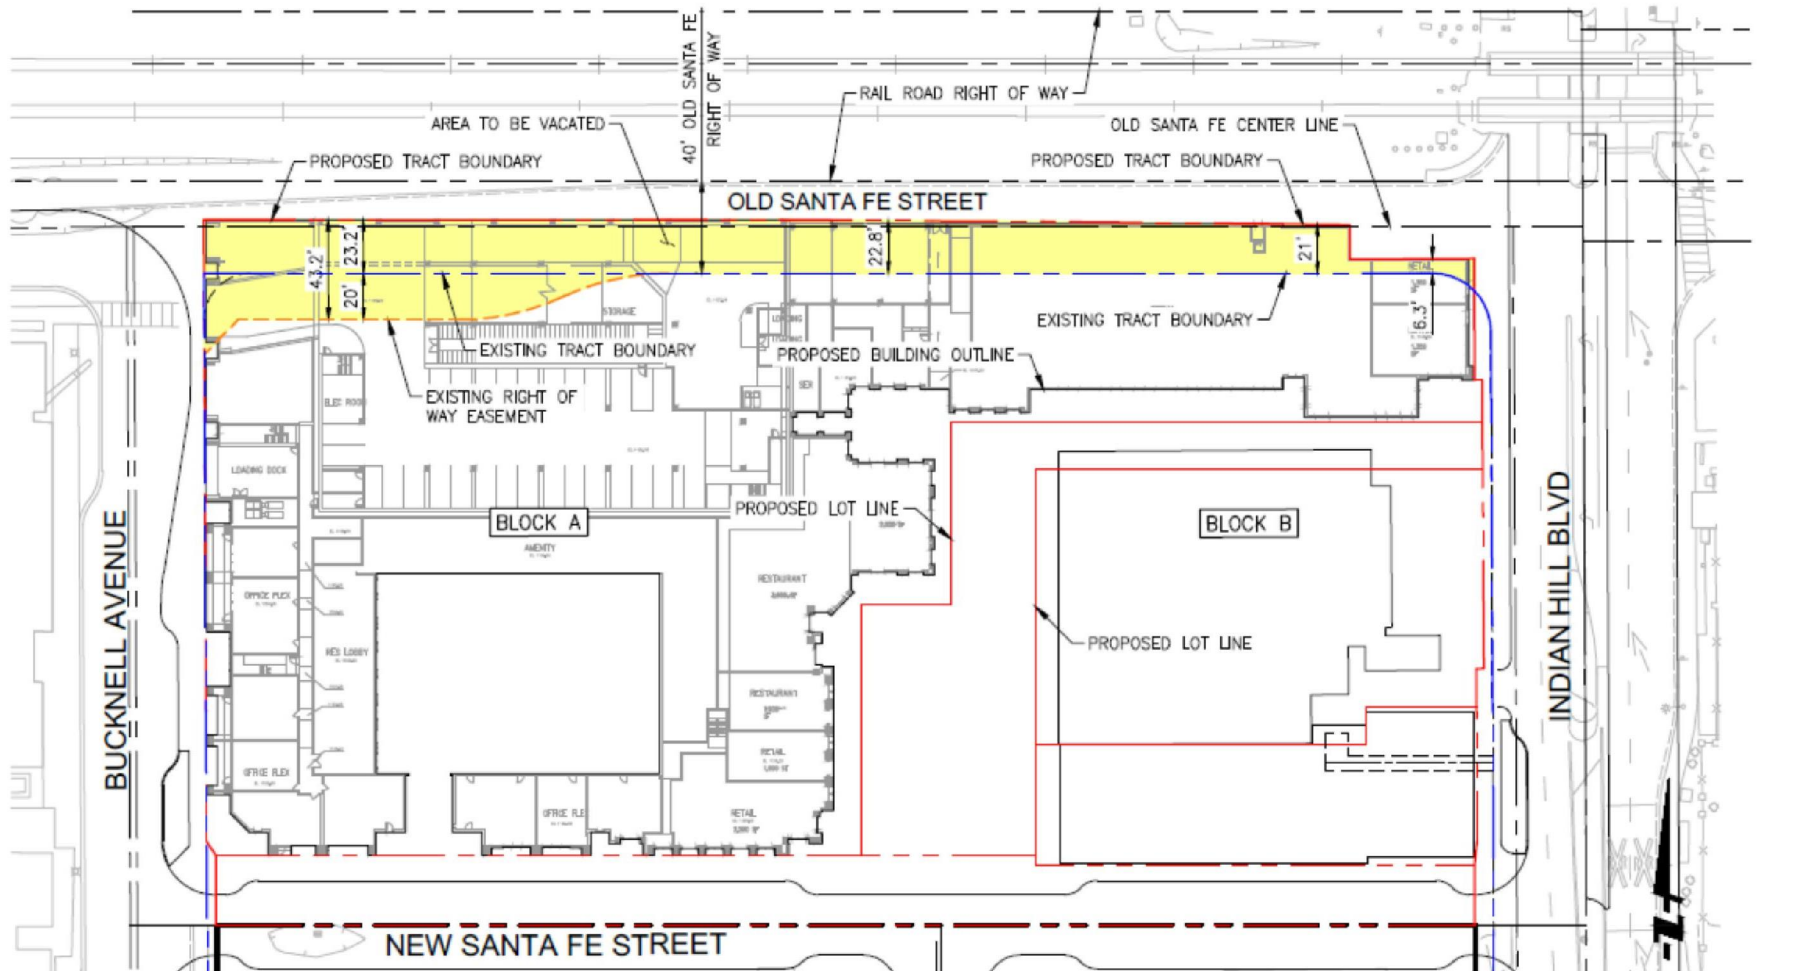 40' OLD SANTA FE
RIGHT OF WAY
RAIL ROAD RIGHT OF WAY
AREA TO BE VACATED
OLD SANTA FE CENTER LINE
PROPOSED TRACT BOUNDARY
PROPOSED TRACT BOUNDARY
OLD SANTA FE STREET
43.2'
23.2'
20'
22.8'
21'
6.3'
RETAIL
STORAGE
LOADING
EXISTING TRACT BOUNDARY
EXISTING TRACT BOUNDARY
PROPOSED BUILDING OUTLINE
EXISTING RIGHT OF
WAY EASEMENT
SER
ELEC ROOM
LOADING DOCK
PROPOSED LOT LINE
BLOCK A
BLOCK B
AMENITY
RESTAURANT
OFFICE FLEX
RES LOBBY
PROPOSED LOT LINE
RESTAURANT
RETAIL
OFFICE FLEX
OFFICE FLE
RETAIL
BUCKNELL AVENUE
INDIAN HILL BLVD
NEW SANTA FE STREET